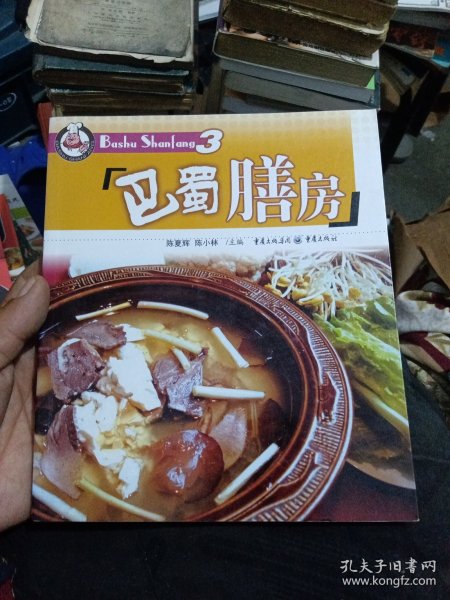 Bashu Shanfang 3
「巴蜀膳房」
陈夏辉 陈小林 /主编 重庆出版集团 重庆出版社
孔夫子旧书网
www.kongfz.com